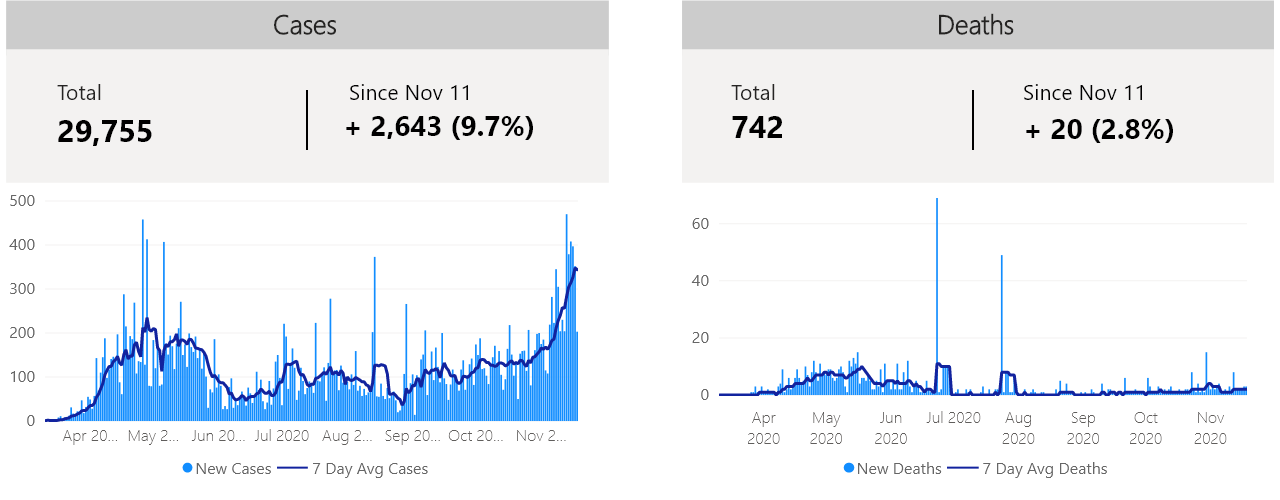 Cases
Total
29,755
Since Nov 11
+ 2,643 (9.7%)
500
400
300
200
100
0
Apr 20... May 2... Jun 20... Jul 2020 Aug 20... Sep 20... Oct 20... Nov 2...
New Cases 7 Day Avg Cases
Deaths
Total
742
Since Nov 11
+ 20 (2.8%)
60
40
20
0
Apr 2020 May 2020 Jun 2020 Jul 2020 Aug 2020 Sep 2020 Oct 2020 Nov 2020
New Deaths 7 Day Avg Deaths